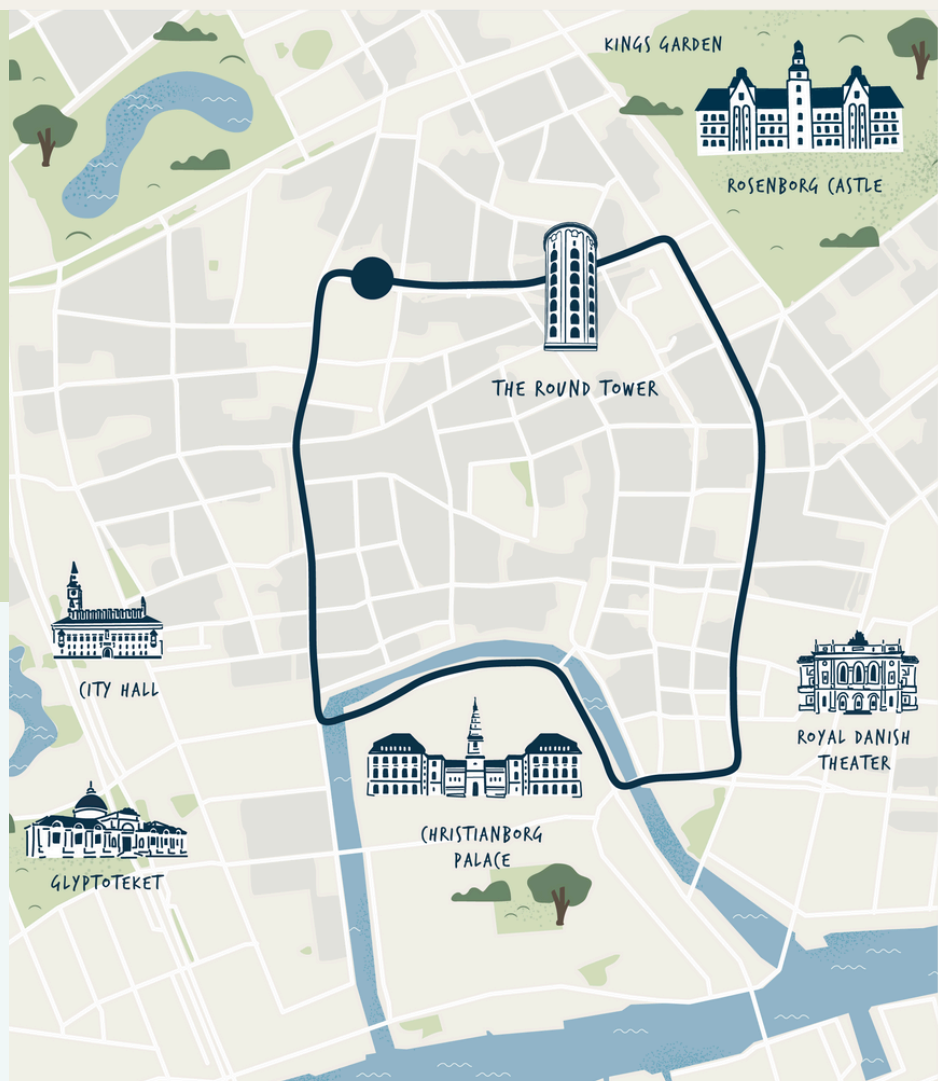 KINGS GARDEN
ROSENBORG CASTLE
THE ROUND TOWER
CITY HALL
ROYAL DANISH
THEATER
CHRISTIANBORG
PALACE
GLYPTOTEKET